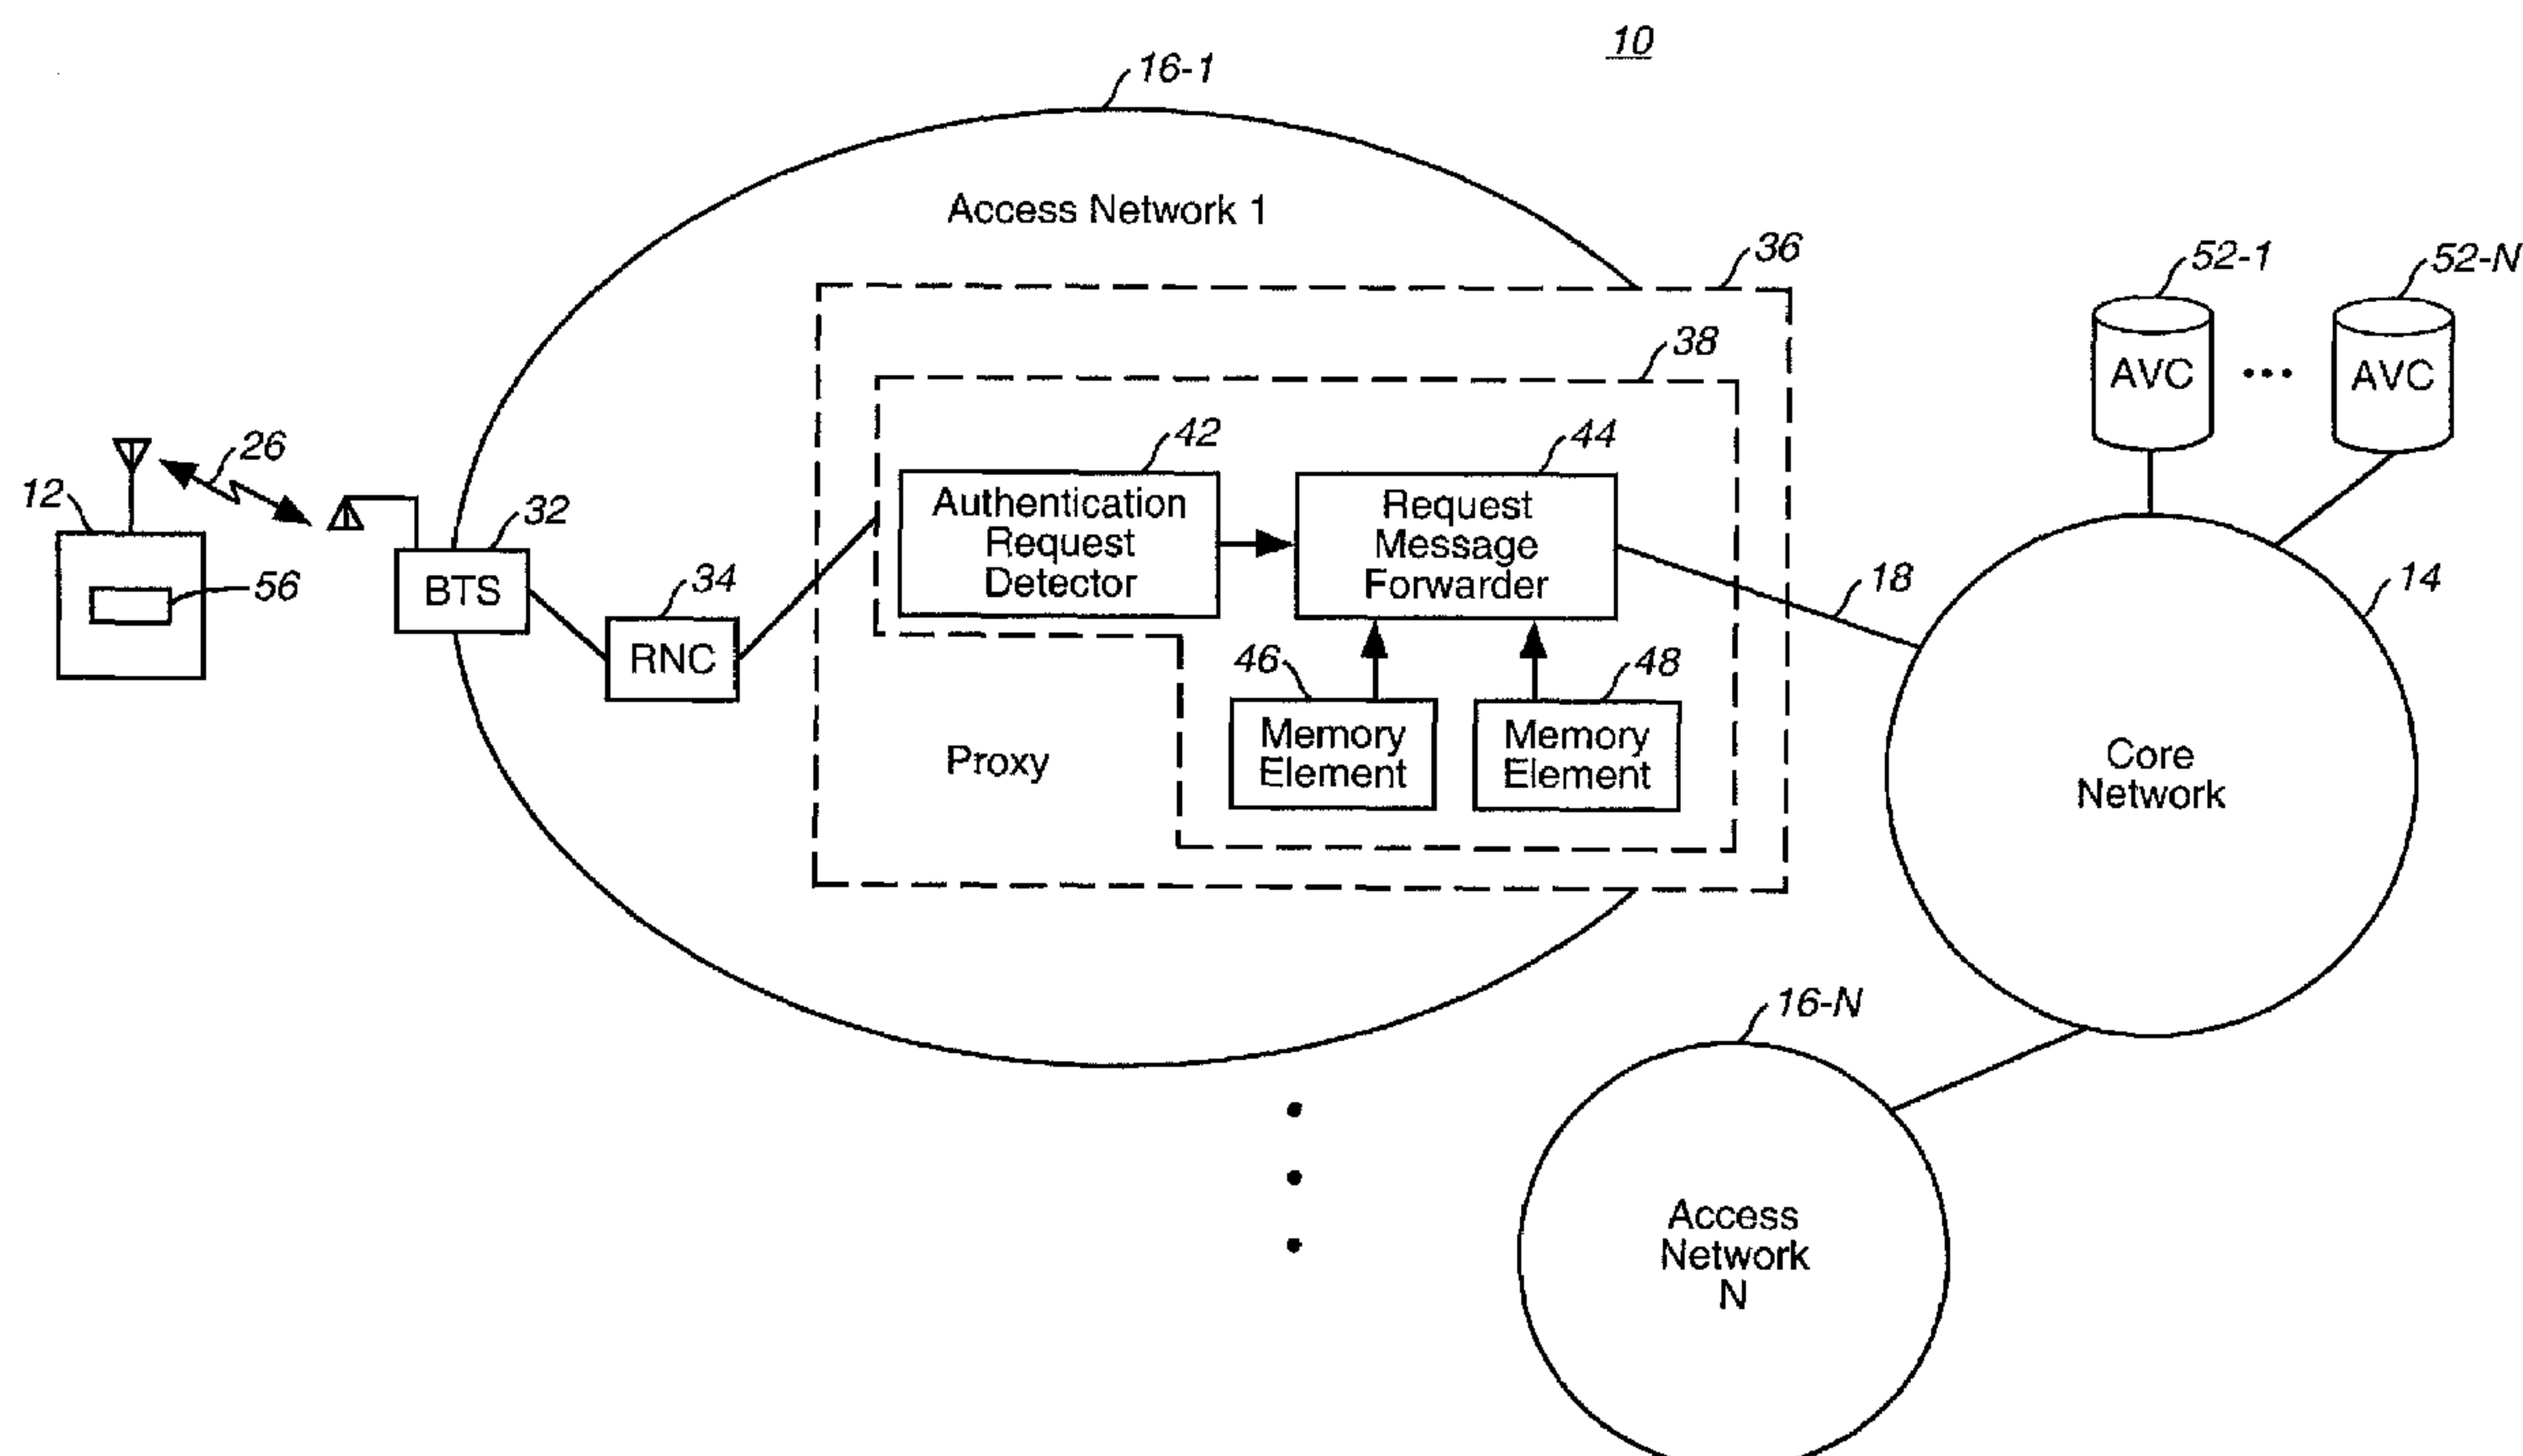 10
16-1
Access Network 1
36
52-1
52-N
38
AVC
AVC
42
44
26
12
32
Authentication
Request
Detector
Request
Message
Forwarder
56
BTS
34
18
14
RNC
46
48
Memory
Element
Memory
Element
Proxy
Core
Network
16-N
Access
Network
N